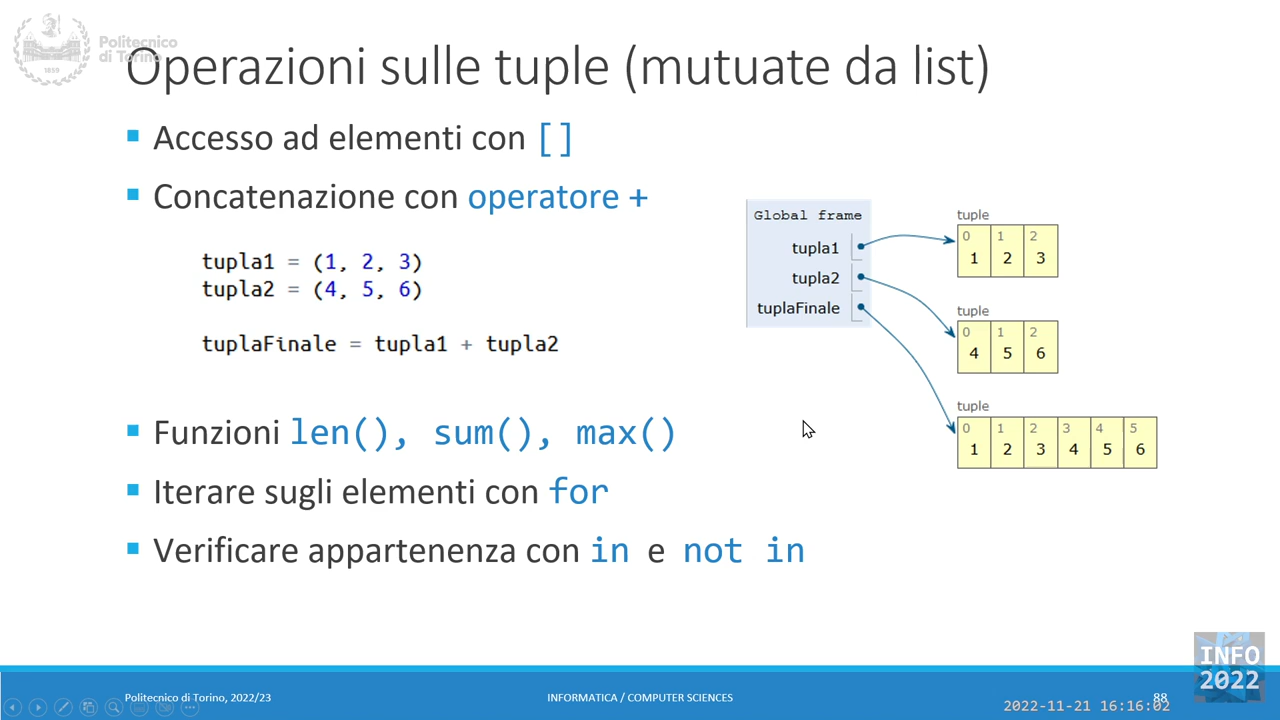 Politecnico
di Torino
1859
Operazioni sulle tuple (mutuate da list)
Accesso ad elementi con []
Concatenazione con operatore +
tupla1 = (1, 2, 3)
tupla2 = (4, 5, 6)
tuplaFinale = tupla1 + tupla2
Global frame
tupla1
tupla2
tuplaFinale
tuple
0 1 2
1 2 3
tuple
0 1 2
4 5 6
tuple
0 1 2 3 4 5
1 2 3 4 5 6
Funzioni len(), sum(), max()
Iterare sugli elementi con for
Verificare appartenenza con in e not in
INFO
2022
Politecnico di Torino, 2022/23
INFORMATICA / COMPUTER SCIENCES
88
2022-11-21 16:16:02